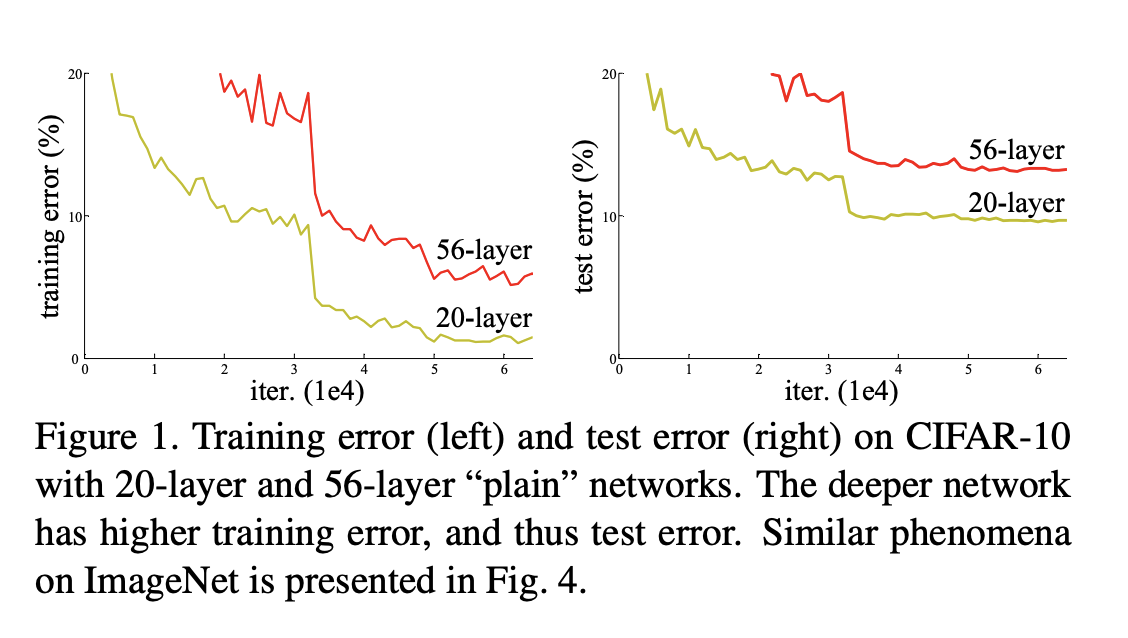 20
10
0
training error (%)
0 1 2 3 4 5 6
iter. (1e4)
56-layer
20-layer
20
10
0
test error (%)
0 1 2 3 4 5 6
iter. (1e4)
56-layer
20-layer
Figure 1. Training error (left) and test error (right) on CIFAR-10
with 20-layer and 56-layer “plain” networks. The deeper network
has higher training error, and thus test error. Similar phenomena
on ImageNet is presented in Fig. 4.